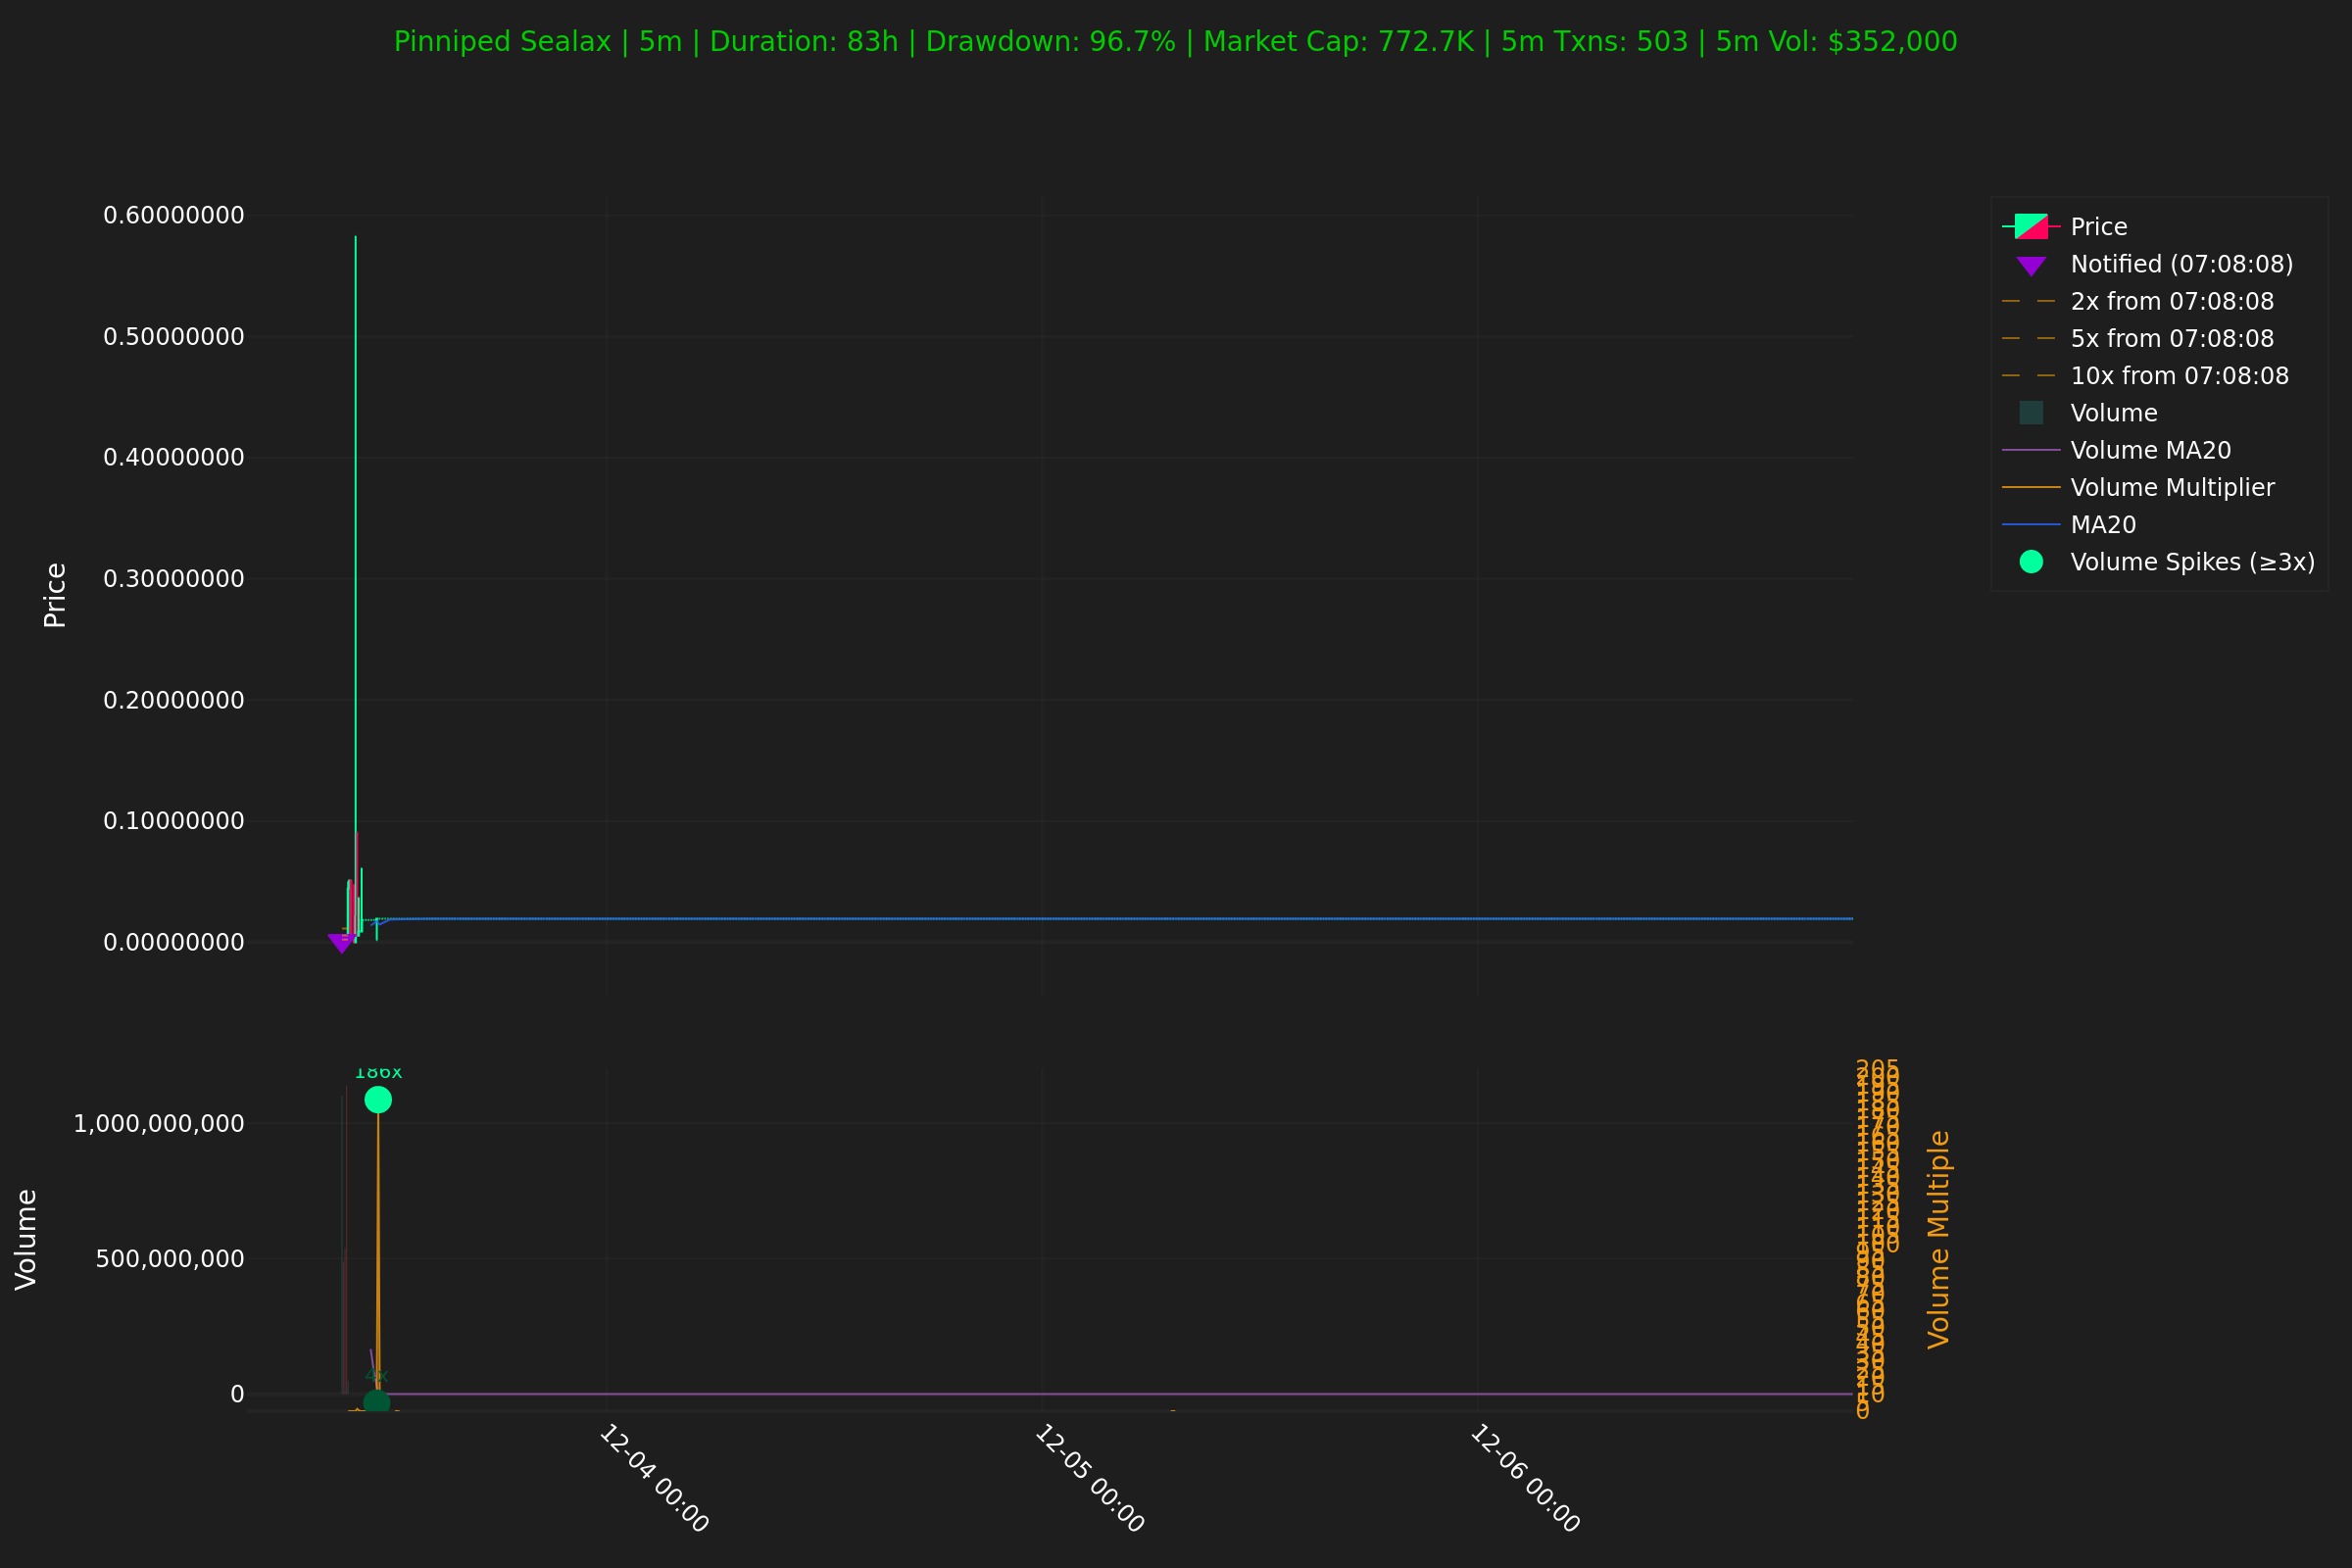 Pinniped Sealax | 5m | Duration: 83h | Drawdown: 96.7% | Market Cap: 772.7K | 5m Txns: 503 | 5m Vol: $352,000
Price
0.60000000
0.50000000
0.40000000
0.30000000
0.20000000
0.10000000
0.00000000
Price
Notified (07:08:08)
2x from 07:08:08
5x from 07:08:08
10x from 07:08:08
Volume
Volume MA20
Volume Multiplier
MA20
Volume Spikes (≥3x)
Volume
1,000,000,000
500,000,000
0
186x
4x
205
100
10
0
Volume Multiple
12-04 00:00
12-05 00:00
12-06 00:00